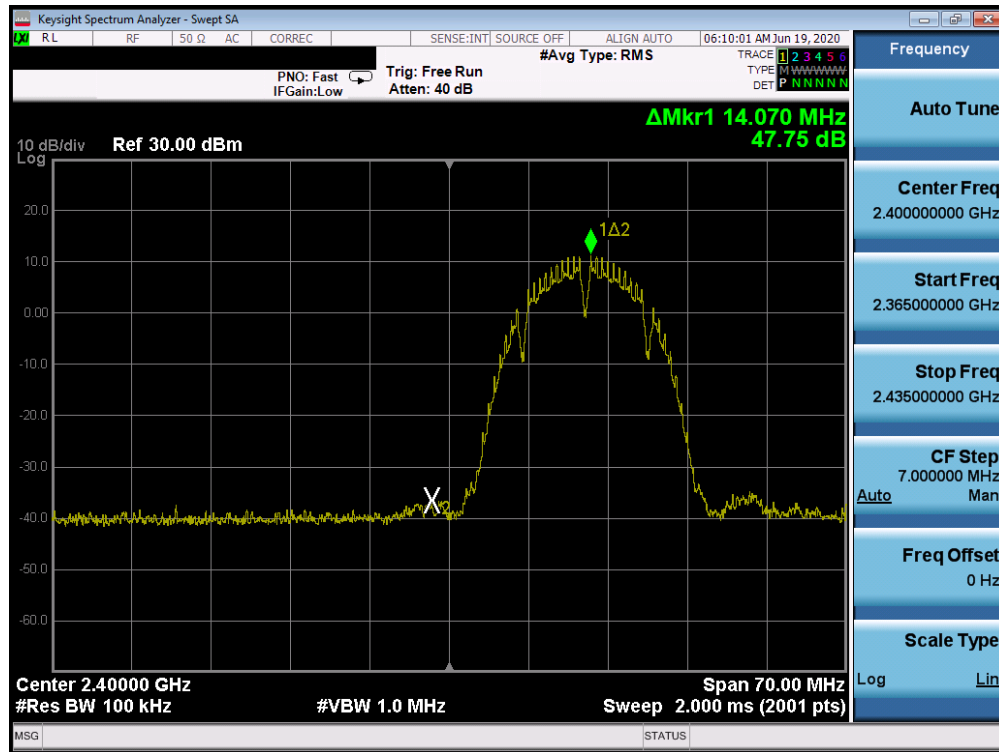 Keysight Spectrum Analyzer - Swept SA
LXI RL RF 50 Ω AC CORREC SENSE:INT SOURCE OFF ALIGN AUTO 06:10:01 AM Jun 19, 2020
#Avg Type: RMS
TRACE 1 2 3 4 5 6
TYPE M WWWWW
DET P N N N N N
PNO: Fast
IFGain:Low
Trig: Free Run
Atten: 40 dB
ΔMkr1 14.070 MHz
47.75 dB
10 dB/div Ref 30.00 dBm
Log
20.0
10.0
0.00
-10.0
-20.0
-30.0
-40.0
-50.0
-60.0
1Δ2
X2
Center 2.40000 GHz
Span 70.00 MHz
#Res BW 100 kHz
#VBW 1.0 MHz
Sweep 2.000 ms (2001 pts)
MSG
STATUS
Frequency
Auto Tune
Center Freq
2.400000000 GHz
Start Freq
2.365000000 GHz
Stop Freq
2.435000000 GHz
CF Step
7.000000 MHz
Auto Man
Freq Offset
0 Hz
Scale Type
Log Lin